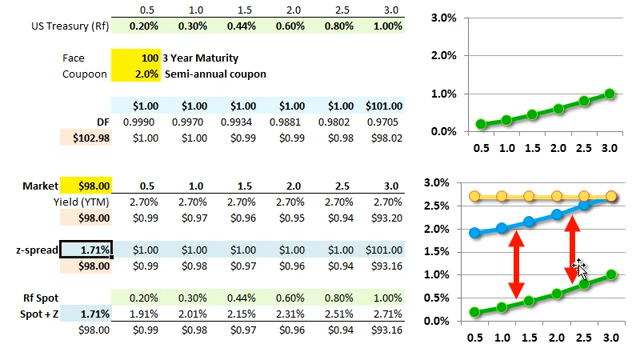 0.5 1.0 1.5 2.0 2.5 3.0
US Treasury (Rf) 0.20% 0.30% 0.44% 0.60% 0.80% 1.00%
Face 100 3 Year Maturity
Coupoon 2.0% Semi-annual coupon
$1.00 $1.00 $1.00 $1.00 $1.00 $101.00
DF 0.9990 0.9970 0.9934 0.9881 0.9802 0.9705
$102.98 $1.00 $1.00 $0.99 $0.99 $0.98 $98.02
Market $98.00 0.5 1.0 1.5 2.0 2.5 3.0
Yield (YTM) 2.70% 2.70% 2.70% 2.70% 2.70% 2.70%
$98.00 $0.99 $0.97 $0.96 $0.95 $0.94 $93.20
z-spread 1.71% $1.00 $1.00 $1.00 $1.00 $1.00 $101.00
$98.00 $0.99 $0.98 $0.97 $0.96 $0.94 $93.16
Rf Spot 0.20% 0.30% 0.44% 0.60% 0.80% 1.00%
Spot + Z 1.71% 1.91% 2.01% 2.15% 2.31% 2.51% 2.71%
$98.00 $0.99 $0.98 $0.97 $0.96 $0.94 $93.16
3.0%
2.0%
1.0%
0.0%
0.5 1.0 1.5 2.0 2.5 3.0
3.0%
2.5%
2.0%
1.5%
1.0%
0.5%
0.0%
0.5 1.0 1.5 2.0 2.5 3.0